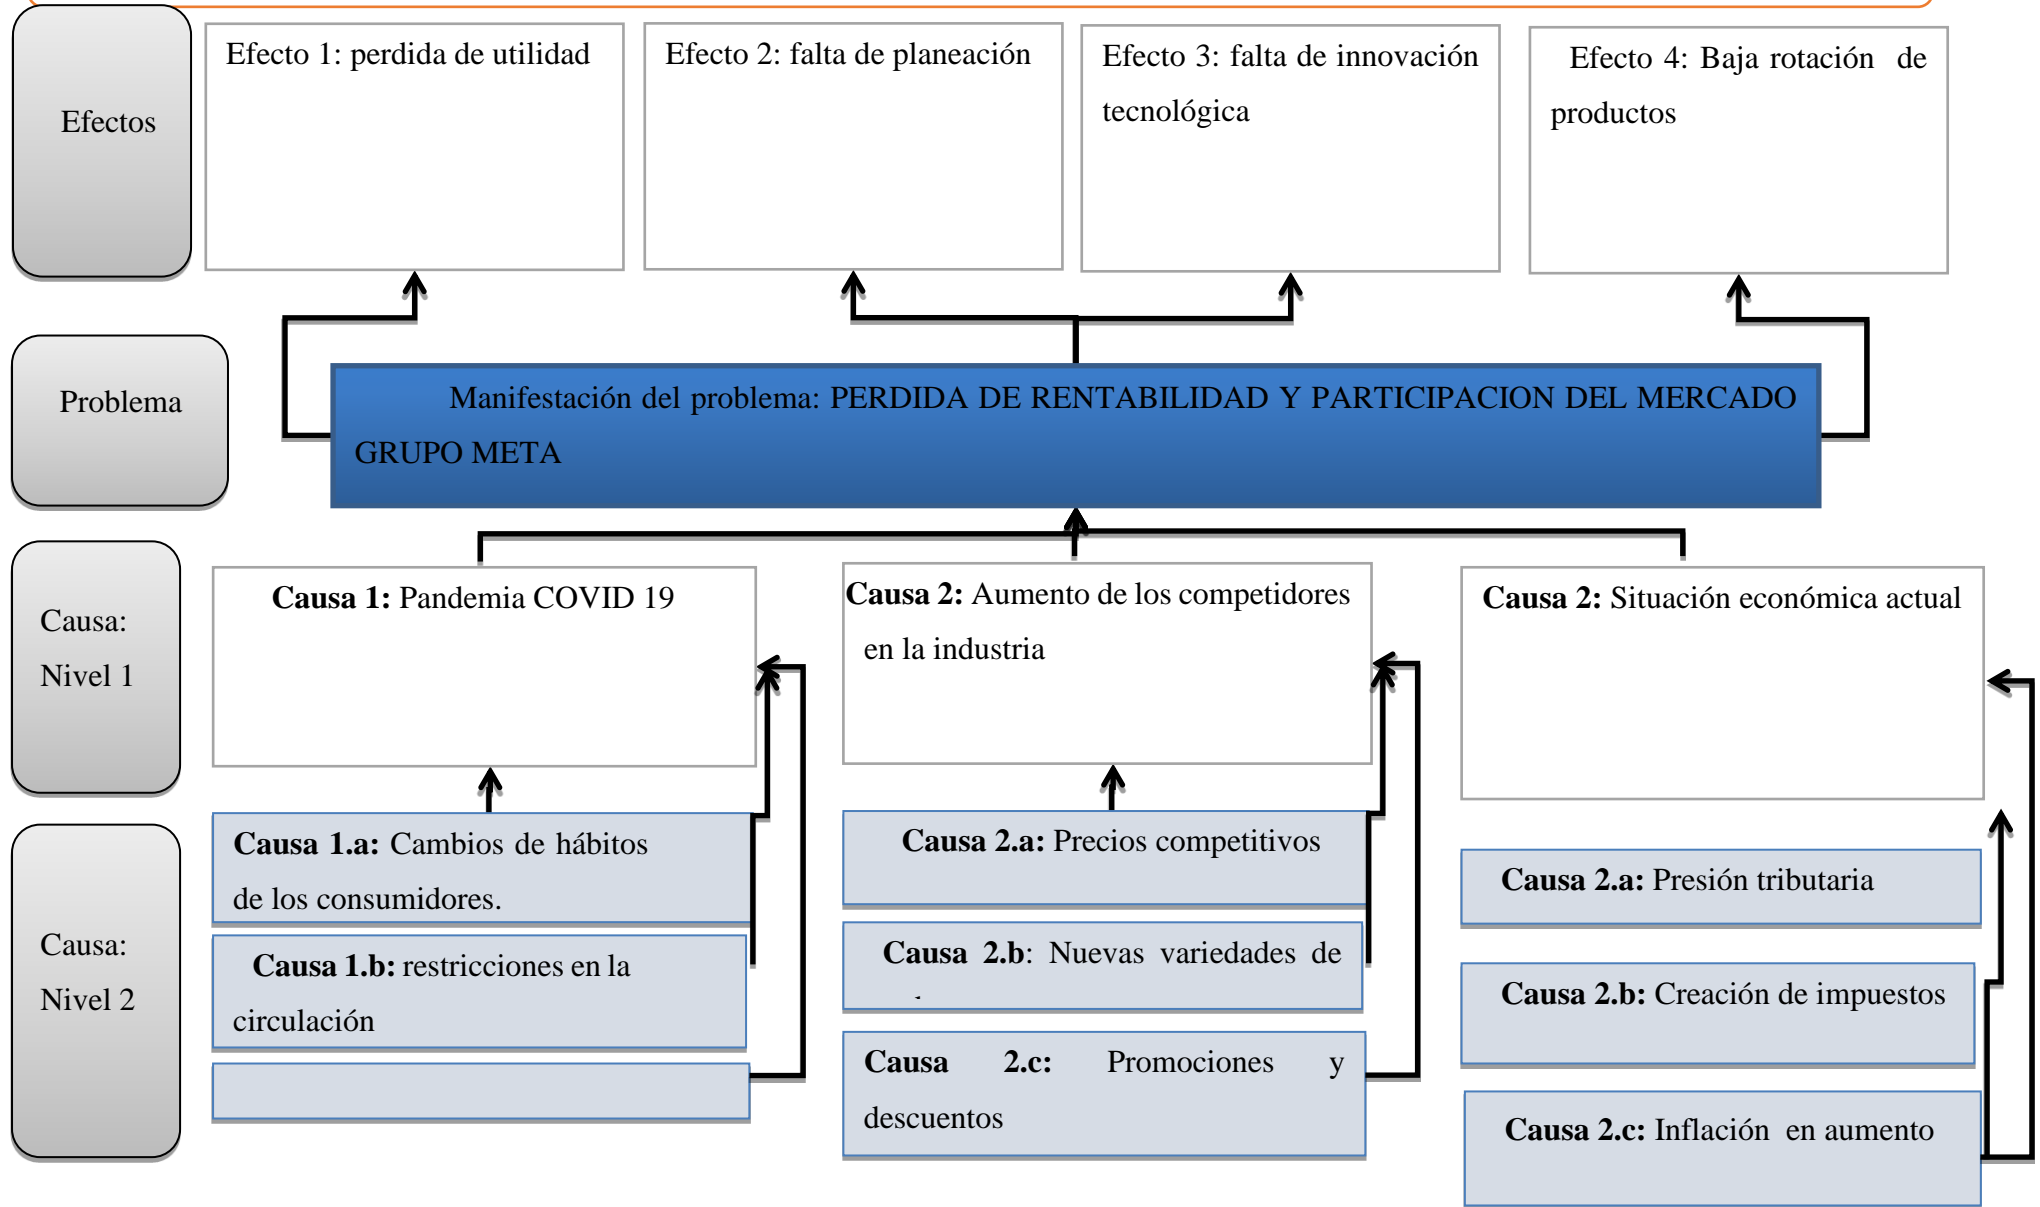 Efectos
Efecto 1: perdida de utilidad
Efecto 2: falta de planeación
Efecto 3: falta de innovación
tecnológica
Efecto 4: Baja rotación de
productos
Problema
Manifestación del problema: PERDIDA DE RENTABILIDAD Y PARTICIPACION DEL MERCADO
GRUPO META
Causa:
Nivel 1
Causa 1: Pandemia COVID 19
Causa 2: Aumento de los competidores
en la industria
Causa 2: Situación económica actual
Causa:
Nivel 2
Causa 1.a: Cambios de hábitos
de los consumidores.
Causa 1.b: restricciones en la
circulación
Causa 2.a: Precios competitivos
Causa 2.b: Nuevas variedades de
Causa 2.c: Promociones y
descuentos
Causa 2.a: Presión tributaria
Causa 2.b: Creación de impuestos
Causa 2.c: Inflación en aumento